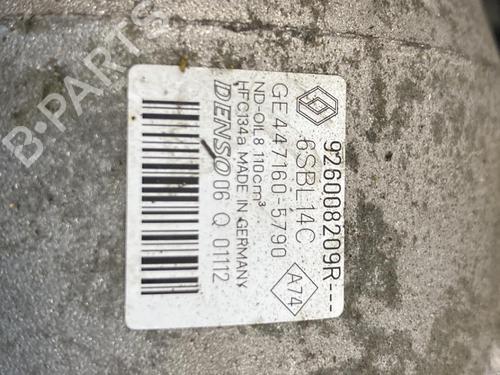 926008209R---
6SBL14C
A74
GE447160-5790
ND-OIL8 110cm³
HFC134a MADE IN GERMANY
DENSO 06 Q 01112
B-PARTS